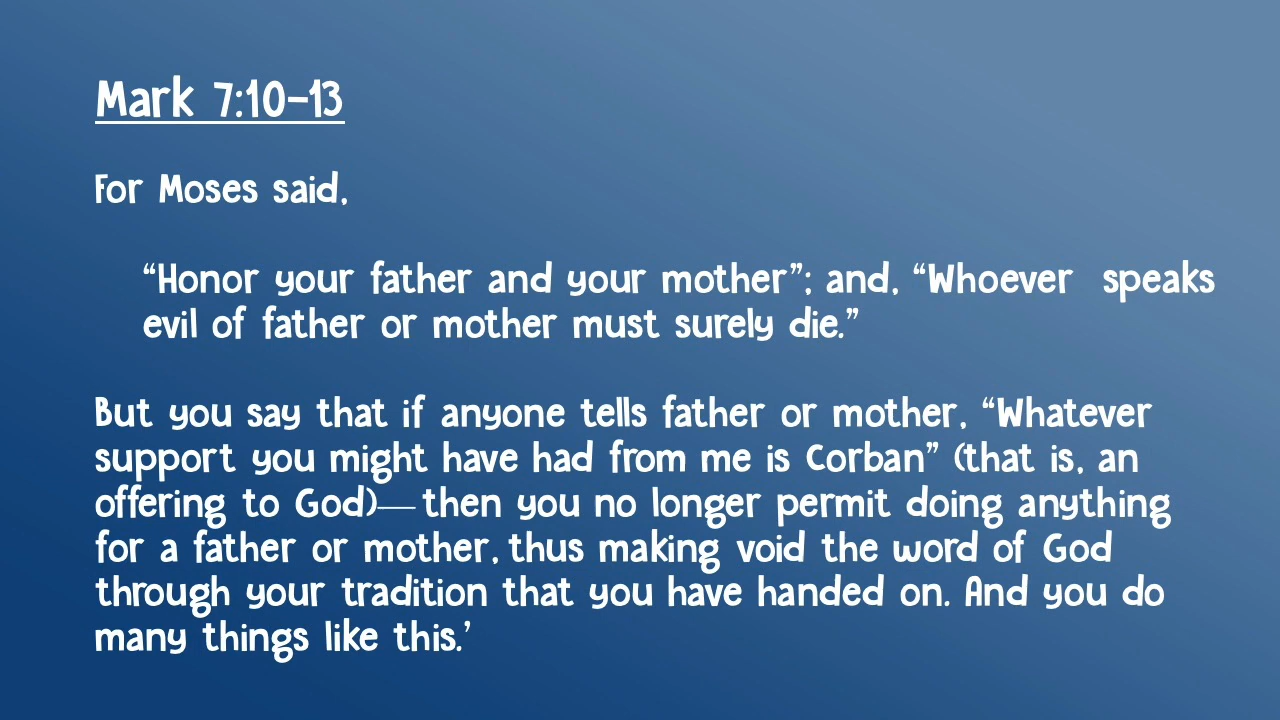 Mark 7:10–13
For Moses said,
“Honor your father and your mother”; and, “Whoever speaks
evil of father or mother must surely die.”
But you say that if anyone tells father or mother, “Whatever
support you might have had from me is Corban” (that is, an
offering to God)—then you no longer permit doing anything
for a father or mother, thus making void the word of God
through your tradition that you have handed on. And you do
many things like this.’